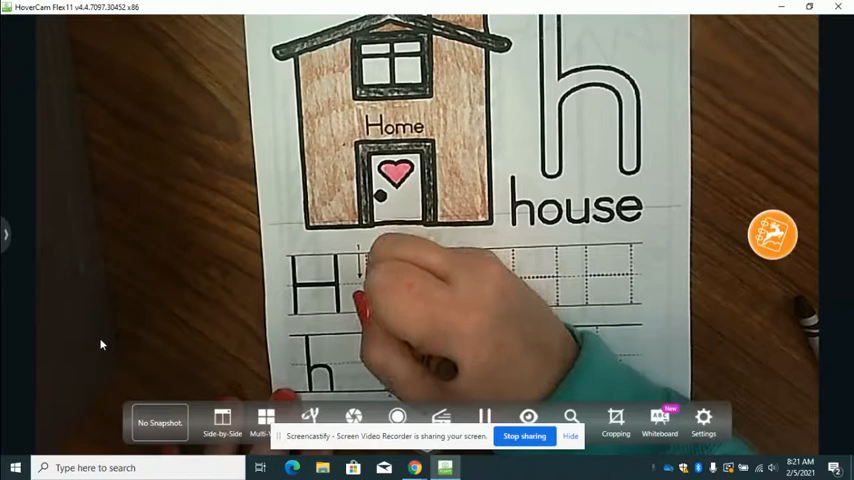 HoverCam Flex11 v4.4.7097.30452 x86
Home
h
house
H
h
No Snapshot.
Side-by-Side
Cropping
New
ABC
Whiteboard
Settings
Screencastify - Screen Video Recorder is sharing your screen.
Stop sharing
Hide
Type here to search
8:21 AM
2/5/2021
2